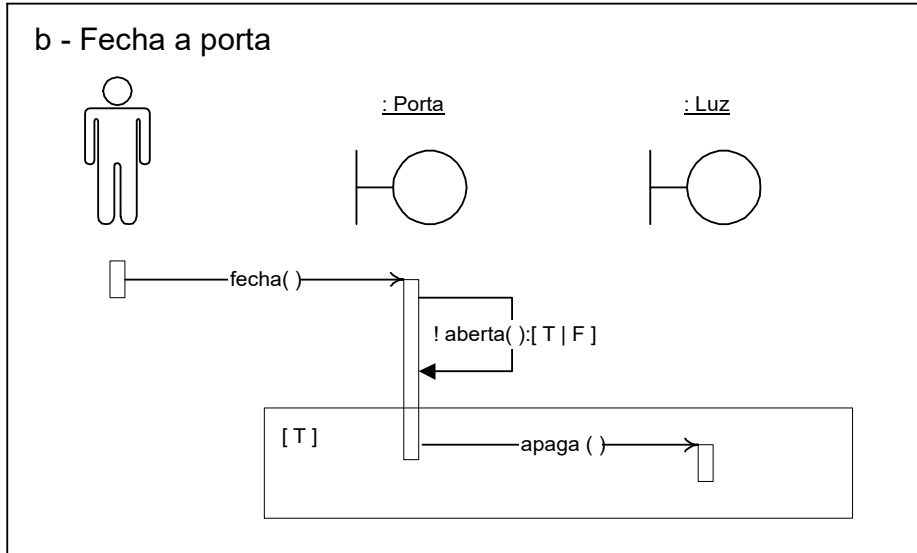 b - Fecha a porta
: Porta
: Luz
fecha( )
! aberta( ):[ T | F ]
[ T ]
apaga ( )